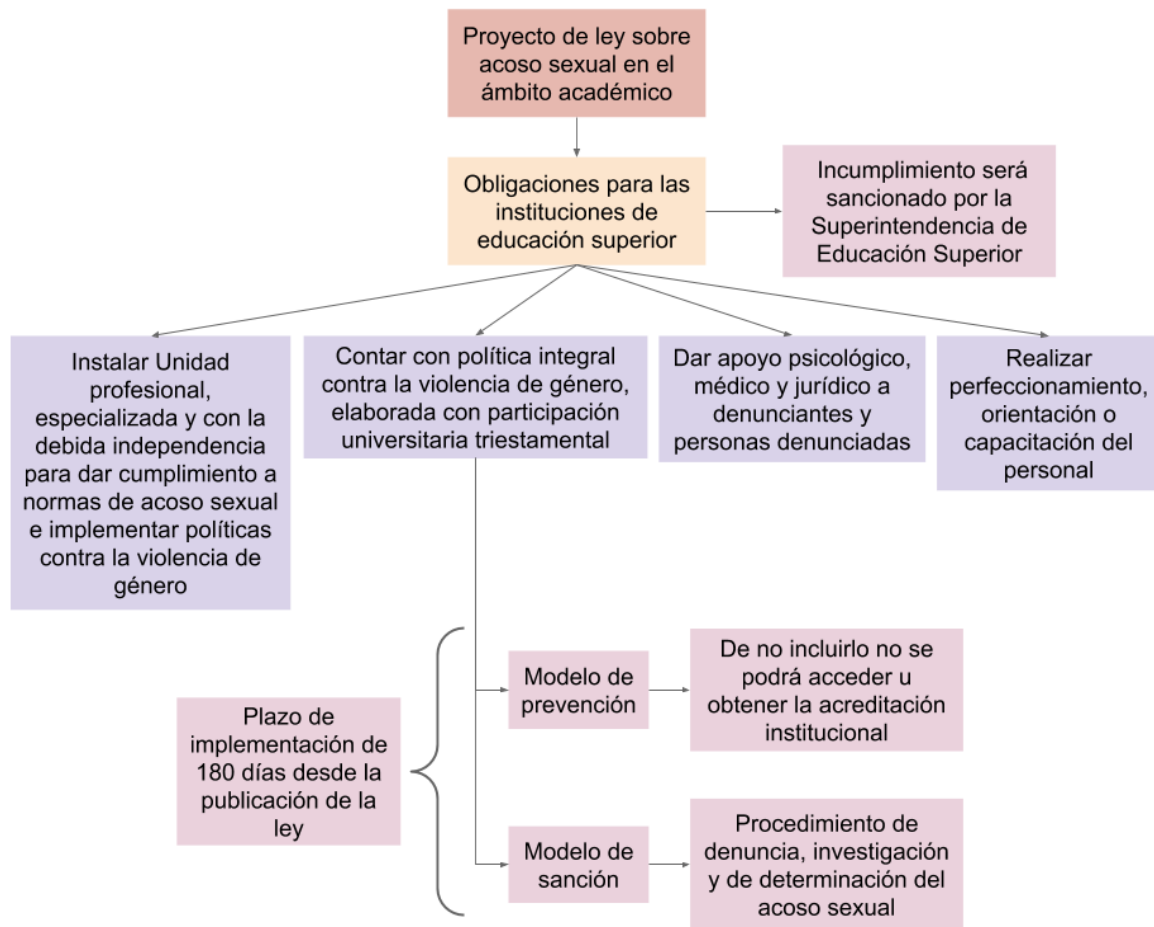 Proyecto de ley sobre
acoso sexual en el
ámbito académico
Obligaciones para las
instituciones de
educación superior
Incumplimiento será
sancionado por la
Superintendencia de
Educación Superior
Instalar Unidad
profesional,
especializada y con la
debida independencia
para dar cumplimiento a
normas de acoso sexual
e implementar políticas
contra la violencia de
género
Contar con política integral
contra la violencia de género,
elaborada con participación
universitaria triestamental
Dar apoyo psicológico,
médico y jurídico a
denunciantes y
personas denunciadas
Realizar
perfeccionamiento,
orientación o
capacitación del
personal
Plazo de
implementación de
180 días desde la
publicación de la
ley
Modelo de
prevención
De no incluirlo no se
podrá acceder u
obtener la acreditación
institucional
Modelo de
sanción
Procedimiento de
denuncia, investigación
y de determinación del
acoso sexual